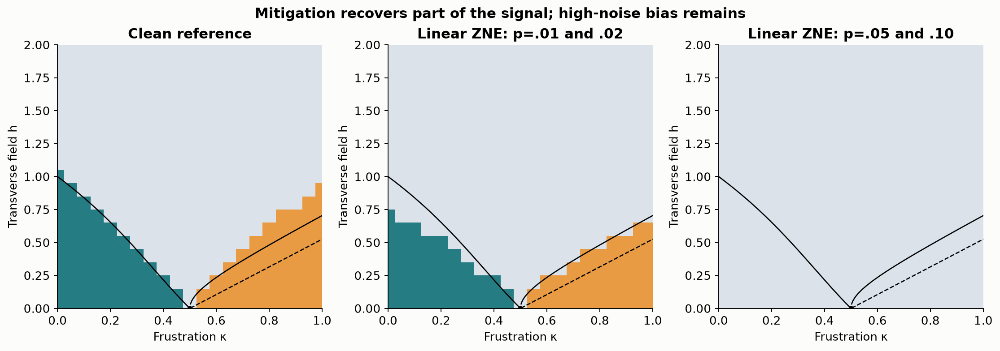 Mitigation recovers part of the signal; high-noise bias remains
Clean reference
2.00
1.75
1.50
1.25
1.00
0.75
0.50
0.25
0.00
Transverse field h
0.0 0.2 0.4 0.6 0.8 1.0
Frustration κ
Linear ZNE: p=.01 and .02
2.00
1.75
1.50
1.25
1.00
0.75
0.50
0.25
0.00
Transverse field h
0.0 0.2 0.4 0.6 0.8 1.0
Frustration κ
Linear ZNE: p=.05 and .10
2.00
1.75
1.50
1.25
1.00
0.75
0.50
0.25
0.00
Transverse field h
0.0 0.2 0.4 0.6 0.8 1.0
Frustration κ